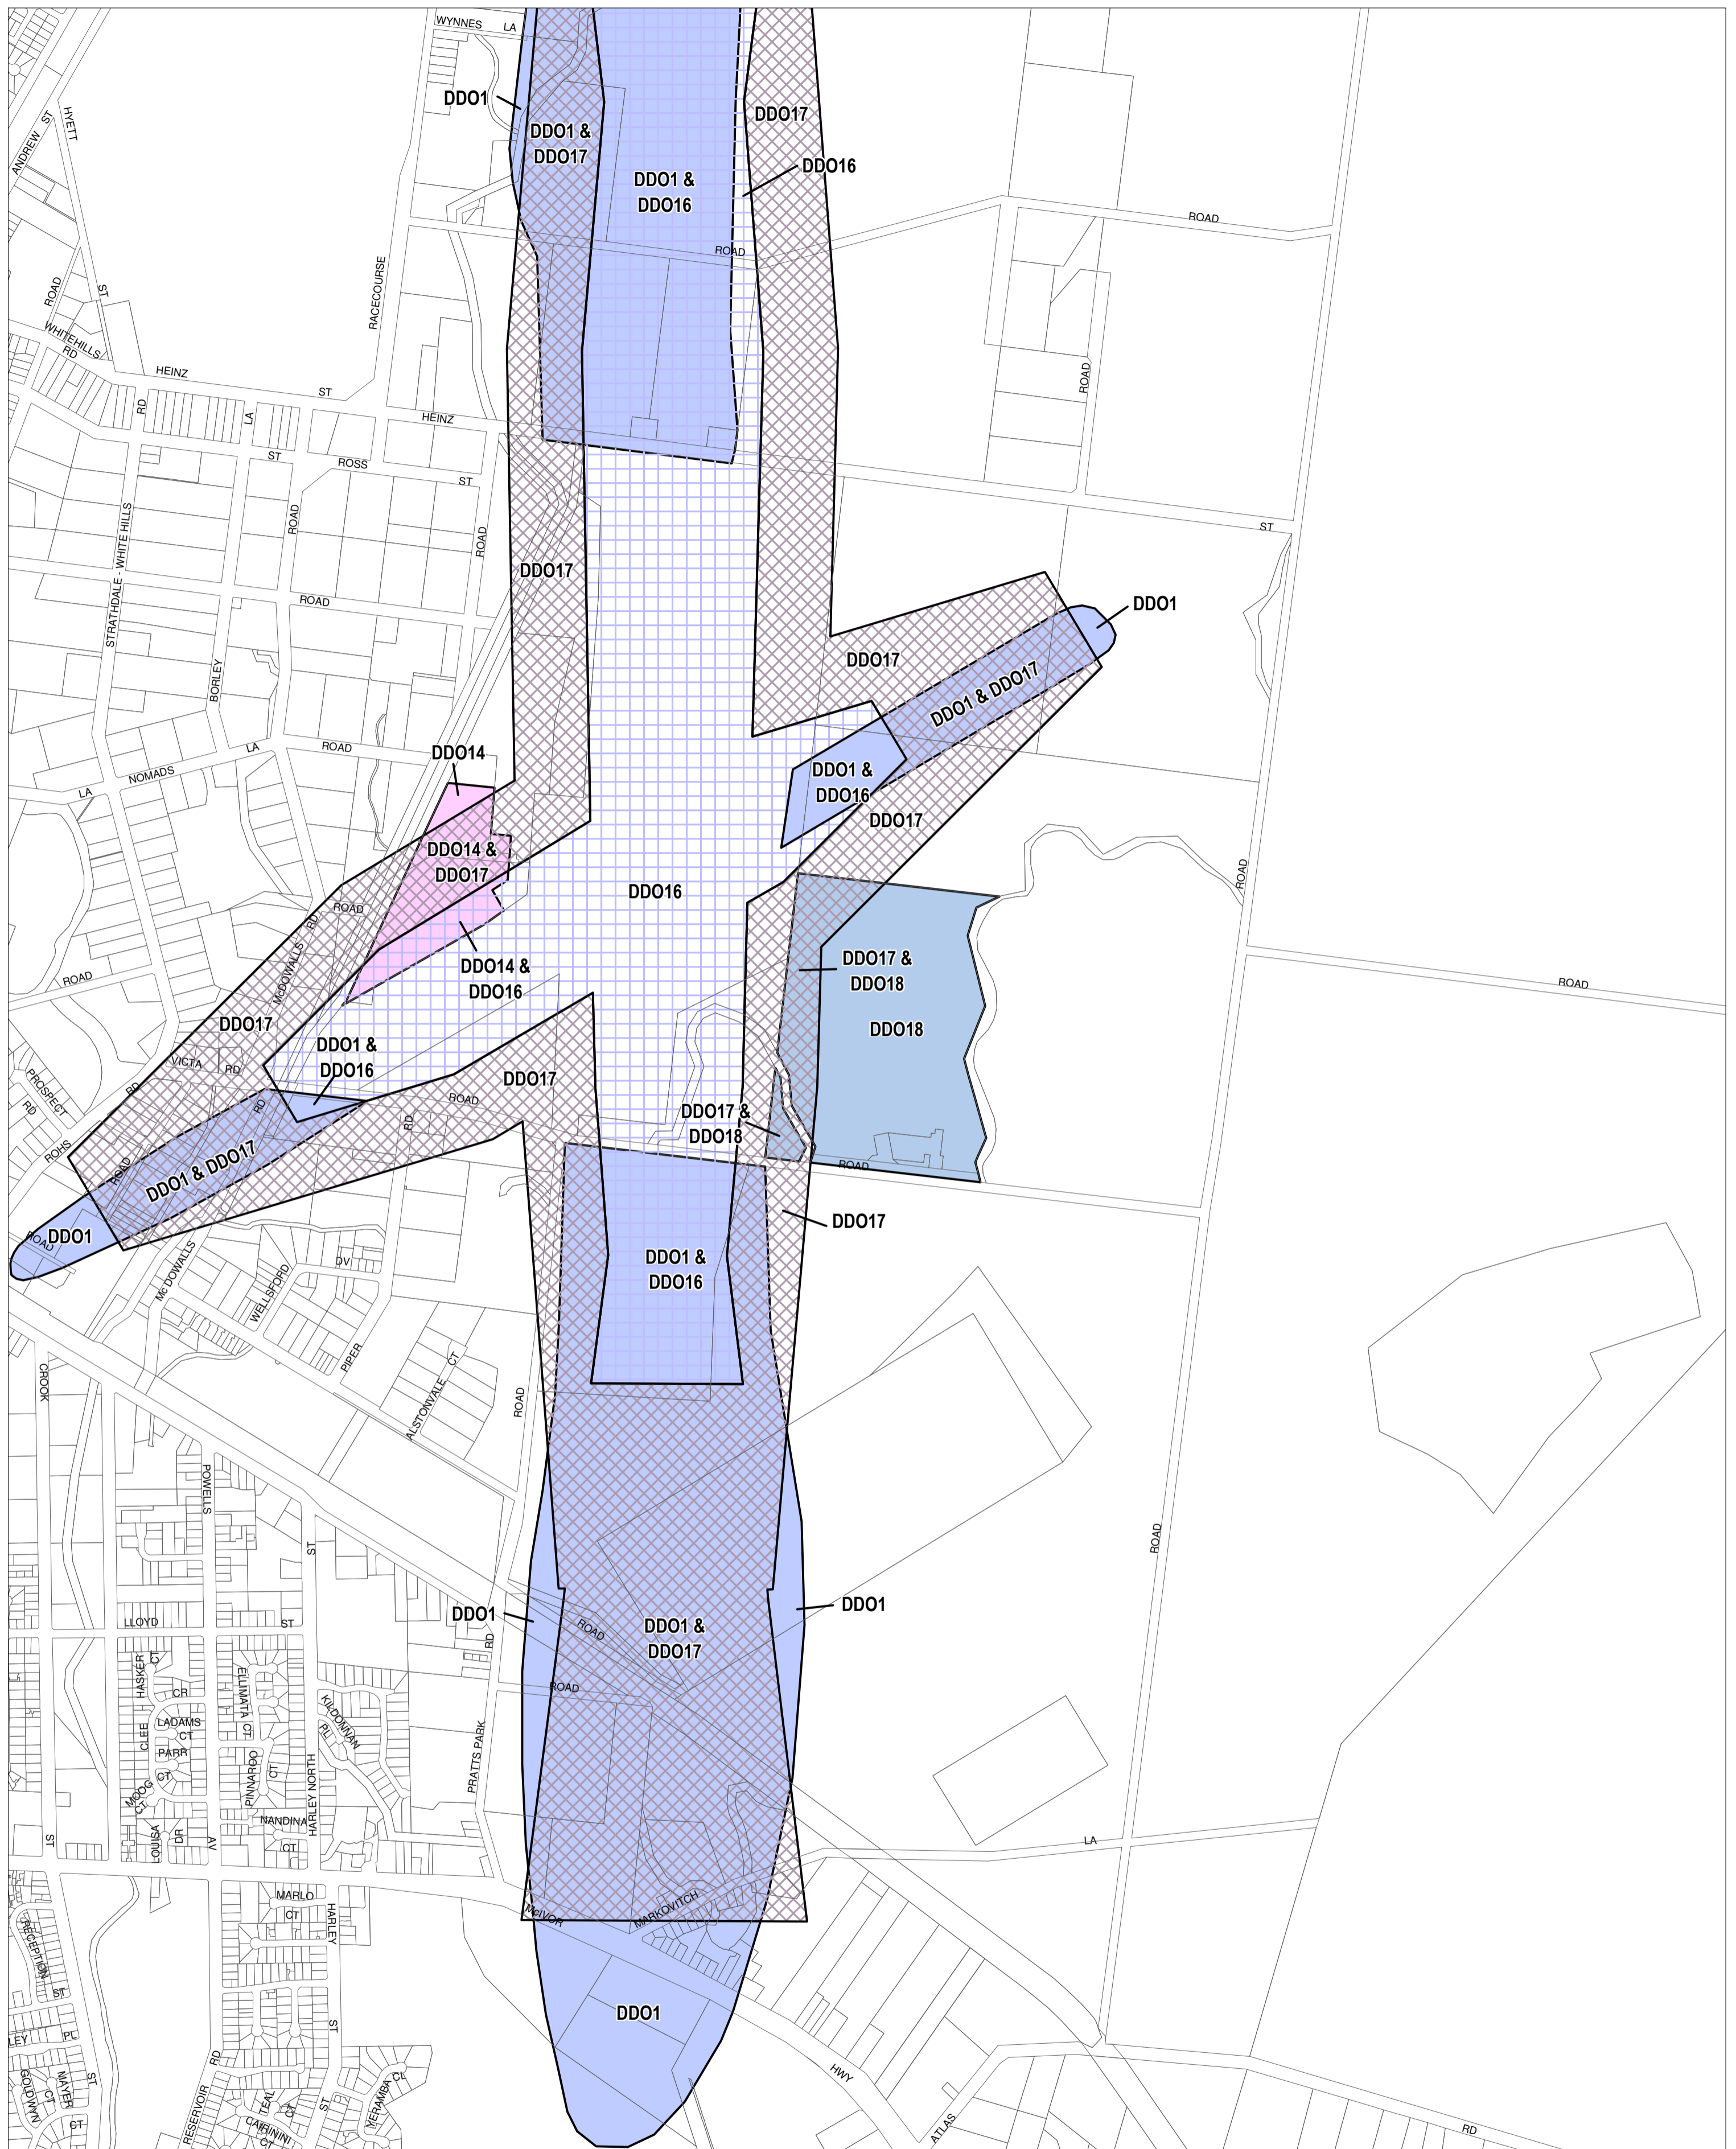 WYNNES LA
DDO1
DDO1 &
DDO17
DDO1 &
DDO16
DDO17
DDO16
ANDREW ST
HYETT
ST
ROAD
RACECOURSE
ROAD
ROAD
WHITEHILLS
RD
HEINZ
ST
HEINZ
RD
LA
ST
ROSS
ST
ROAD
ST
STRATHDALE - WHITE HILLS
ROAD
ROAD
DDO17
ROAD
BORLEY
DDO1
DDO17
DDO1 & DDO17
LA
NOMADS
LA
ROAD
DDO14
DDO1 &
DDO16
DDO17
DDO14 &
DDO17
DDO16
ROAD
RD
McDOWALLS
ROAD
ROAD
DDO14 &
DDO16
DDO17 &
DDO18
ROAD
ROAD
DDO17
DDO18
DDO1 &
DDO16
VICTA
RD
DDO17
PROSPECT
RD
RD
ROHS
RD
ROAD
RD
DDO17 &
DDO18
ROAD
DDO1 & DDO17
ROAD
DDO1
ROAD
DDO17
DDO1 &
DDO16
McDOWALLS
WELLSFORD
DV
PIPER
ALSTONVALE CT
ROAD
CROOK
POWELLS
ST
ROAD
DDO1
DDO1
LLOYD
ST
ROAD
DDO1 &
DDO17
RD
HASKER
CT
ELUMATA CT
CR
ROAD
KILDONNAN
PL
CLEE
LADAMS
CT
PARR
CT
MOOG
CT
PINNAROO
CT
HARLEY NORTH
PRATTS PARK
NANDINA
CT
LOUISA
DR
AV
ST
LA
MARLO
CT
HARLEY
McIVOR
MARKOVITCH
RECEPTION
ST
DDO1
LEY
PL
ST
GOLDWYN
CT
MAYER
ST
CT
RD
RESERVOIR
TEAL
CT
CAIRININI
CT
ST
YERAMBA
CL
HWY
ATLAS
RD